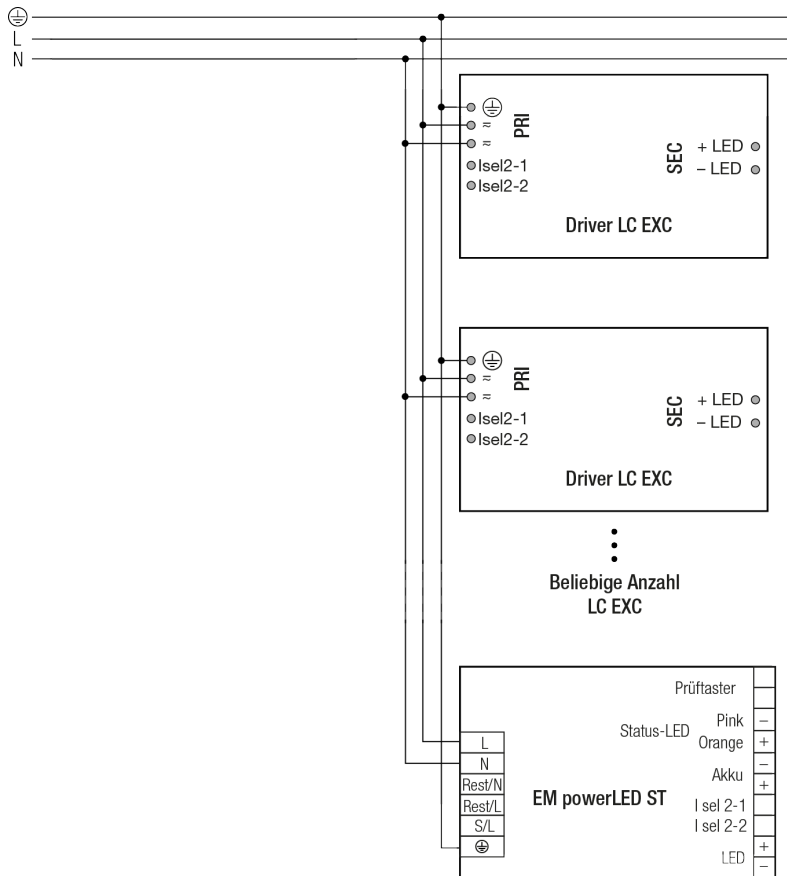 L
N
≂
≂
PRI
Isel2-1
Isel2-2
SEC
+ LED
– LED
Driver LC EXC
≂
≂
PRI
Isel2-1
Isel2-2
SEC
+ LED
– LED
Driver LC EXC
Beliebige Anzahl
LC EXC
L
N
Rest/N
Rest/L
S/L
EM powerLED ST
Prüftaster
Status-LED
Pink –
Orange +
Akku
–
+
I sel 2-1
I sel 2-2
LED
+
–